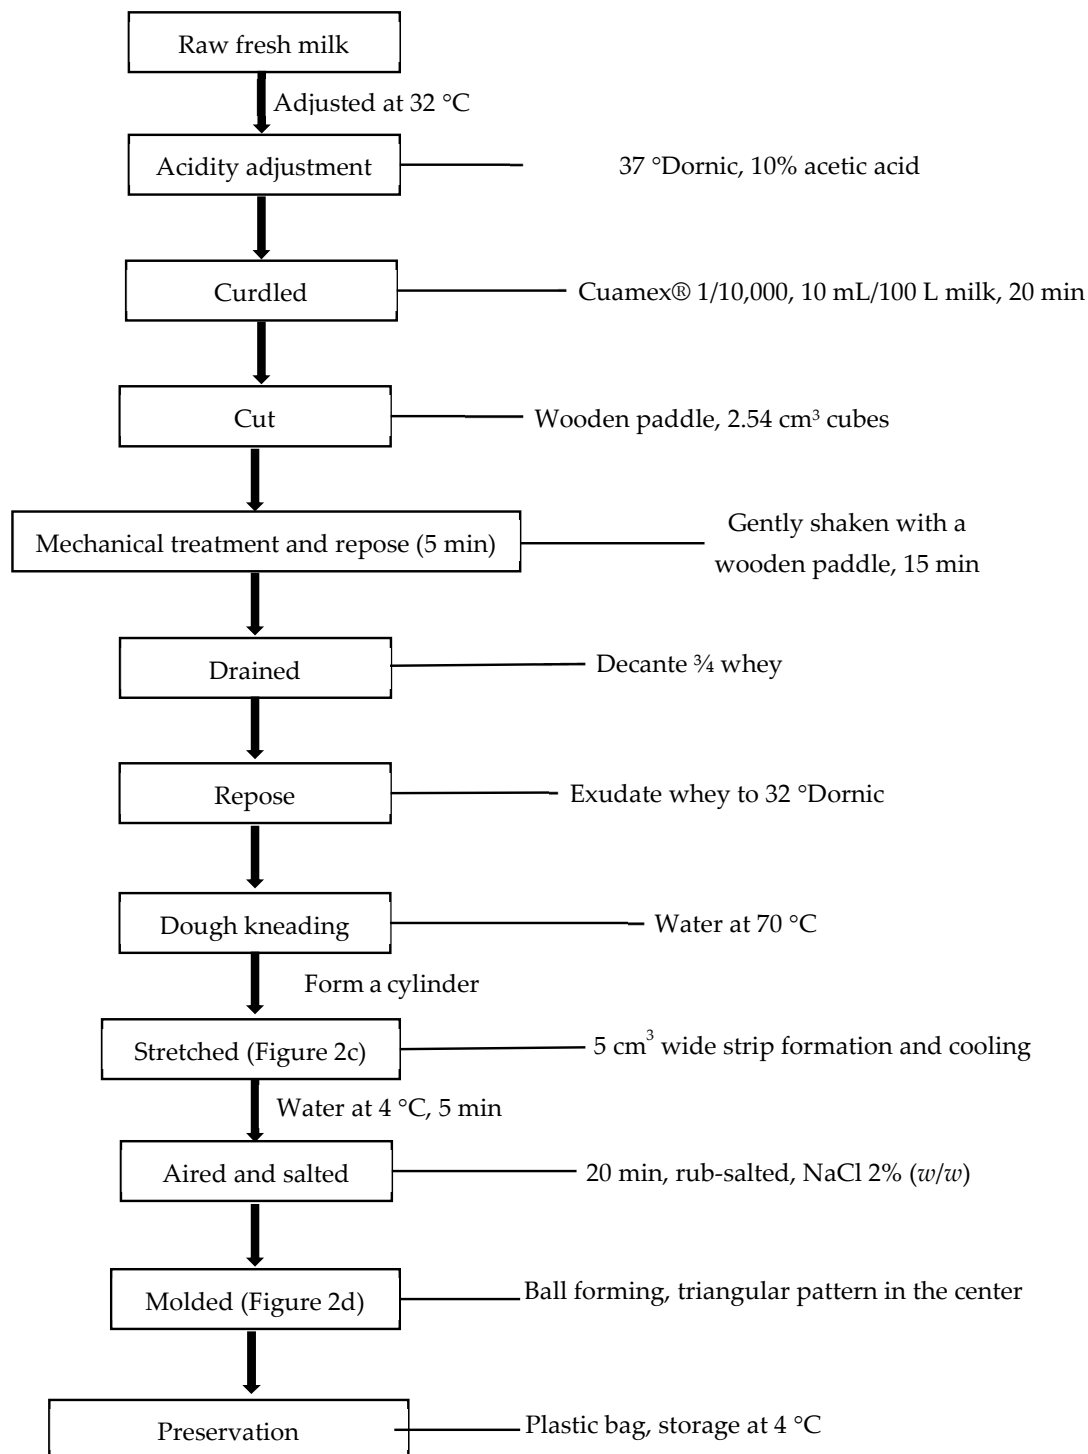 Raw fresh milk
Adjusted at 32 °C
Acidity adjustment
37 °Dornic, 10% acetic acid
Curdled
Cuamex® 1/10,000, 10 mL/100 L milk, 20 min
Cut
Wooden paddle, 2.54 cm³ cubes
Mechanical treatment and repose (5 min)
Gently shaken with a
wooden paddle, 15 min
Drained
Decante ¾ whey
Repose
Exudate whey to 32 °Dornic
Dough kneading
Water at 70 °C
Form a cylinder
Stretched (Figure 2c)
5 cm³ wide strip formation and cooling
Water at 4 °C, 5 min
Aired and salted
20 min, rub-salted, NaCl 2% (w/w)
Molded (Figure 2d)
Ball forming, triangular pattern in the center
Preservation
Plastic bag, storage at 4 °C